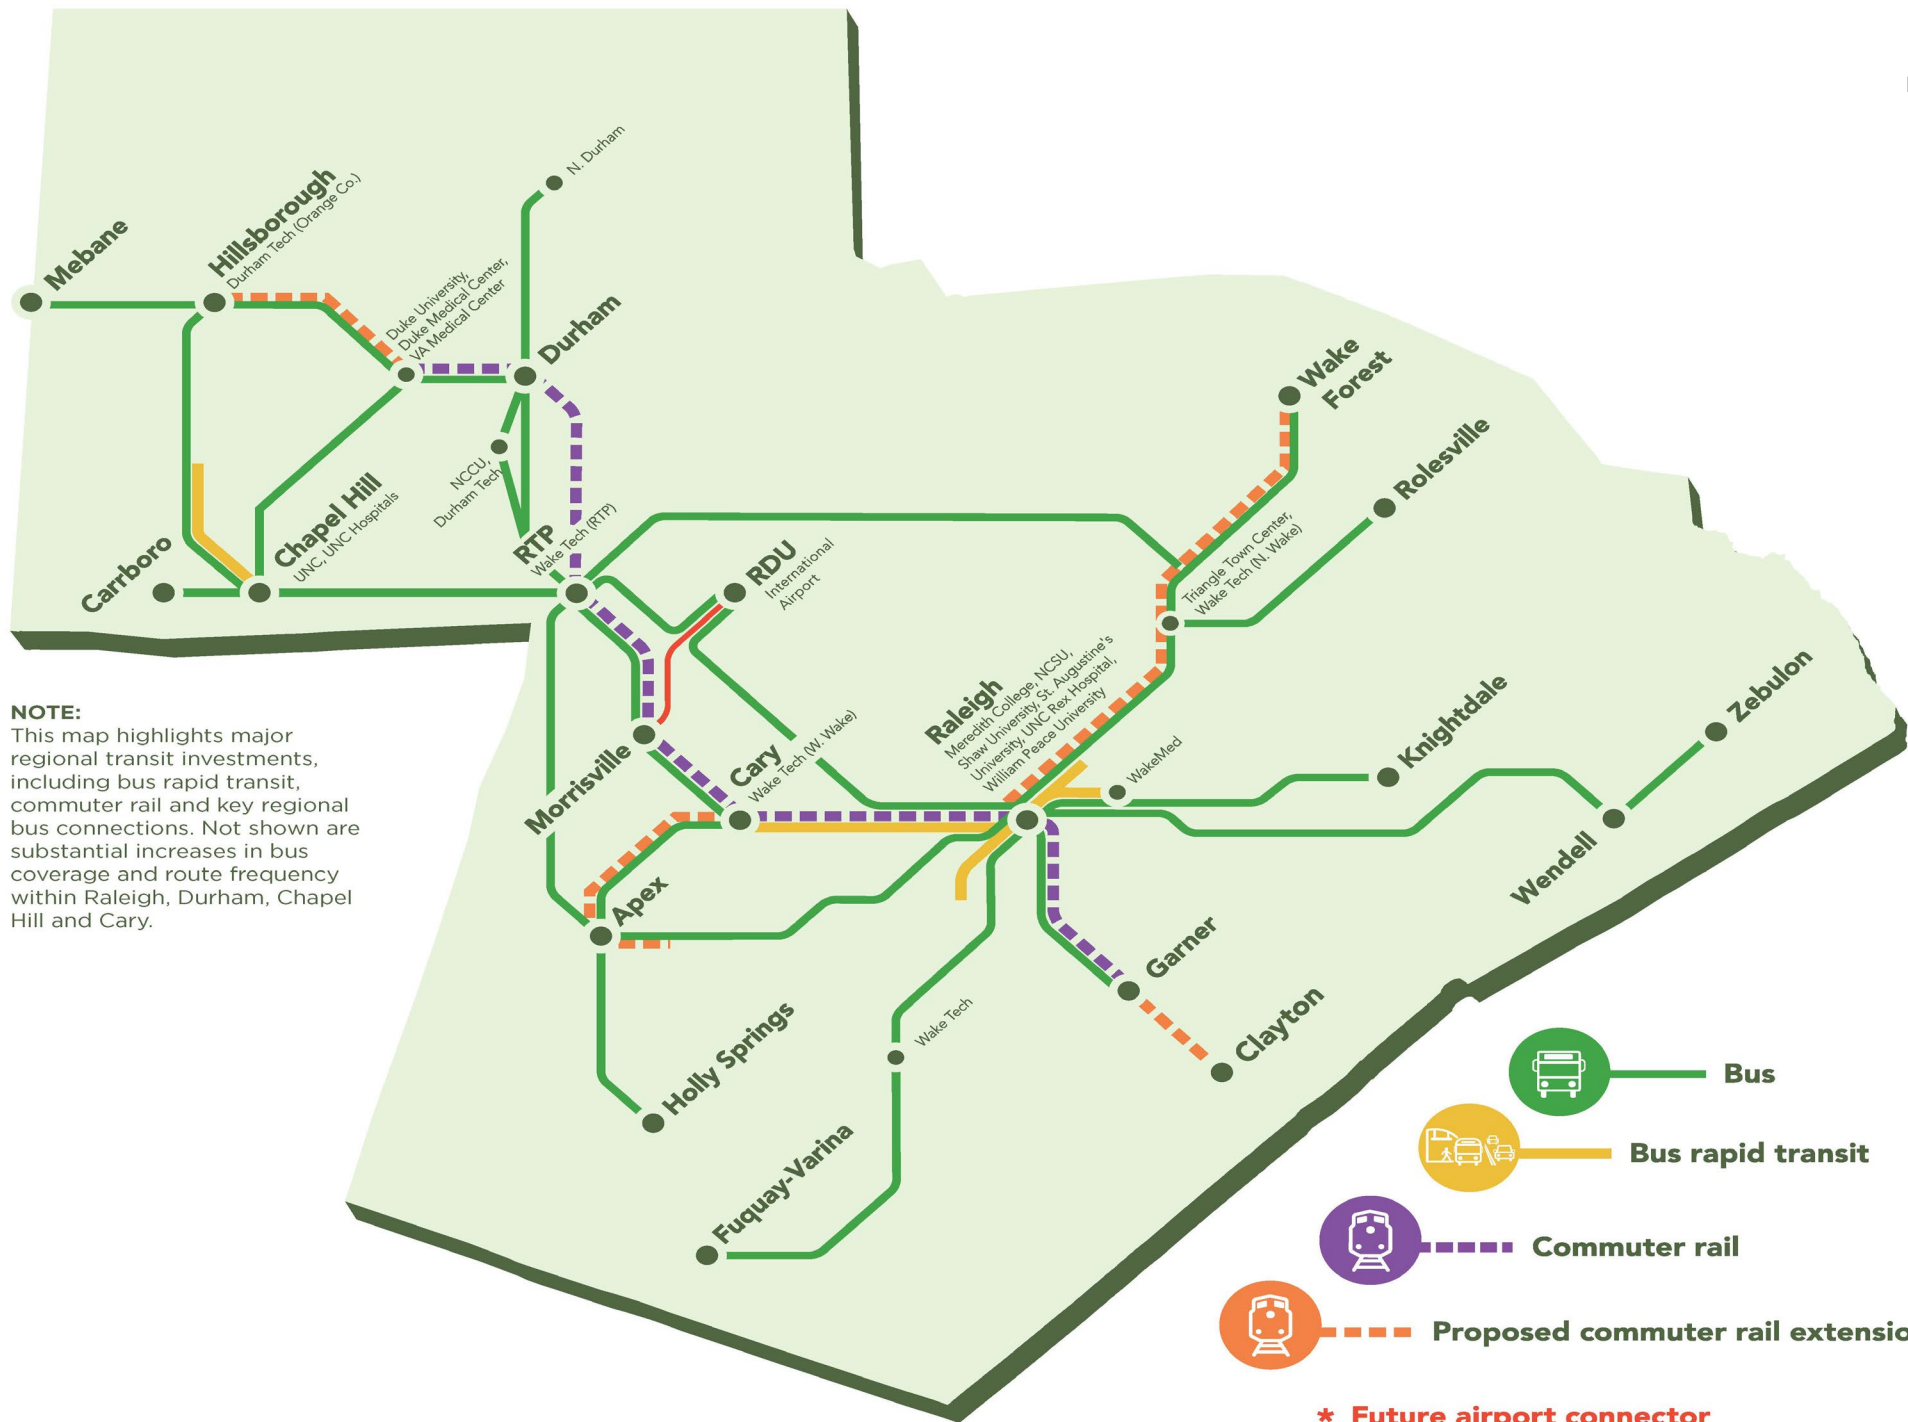 Mebane
Hillsborough
Durham Tech (Orange Co.)
Duke University,
Duke Medical Center,
VA Medical Center
N. Durham
Durham
NCCU,
Durham Tech
Carrboro
Chapel Hill
UNC, UNC Hospitals
RTP
Wake Tech (RTP)
RDU
International
Airport
Wake
Forest
Rolesville
Triangle Town Center,
Wake Tech (N. Wake)
Morrisville
Cary
Wake Tech (W. Wake)
Raleigh
Meredith College, NCSU,
Shaw University, St. Augustine's
University, UNC Rex Hospital,
William Peace University
WakeMed
Knightdale
Zebulon
Wendell
Apex
Garner
Clayton
Holly Springs
Wake Tech
Fuquay-Varina
NOTE:
This map highlights major
regional transit investments,
including bus rapid transit,
commuter rail and key regional
bus connections. Not shown are
substantial increases in bus
coverage and route frequency
within Raleigh, Durham, Chapel
Hill and Cary.
Bus
Bus rapid transit
Commuter rail
Proposed commuter rail extensio
* Future airport connector